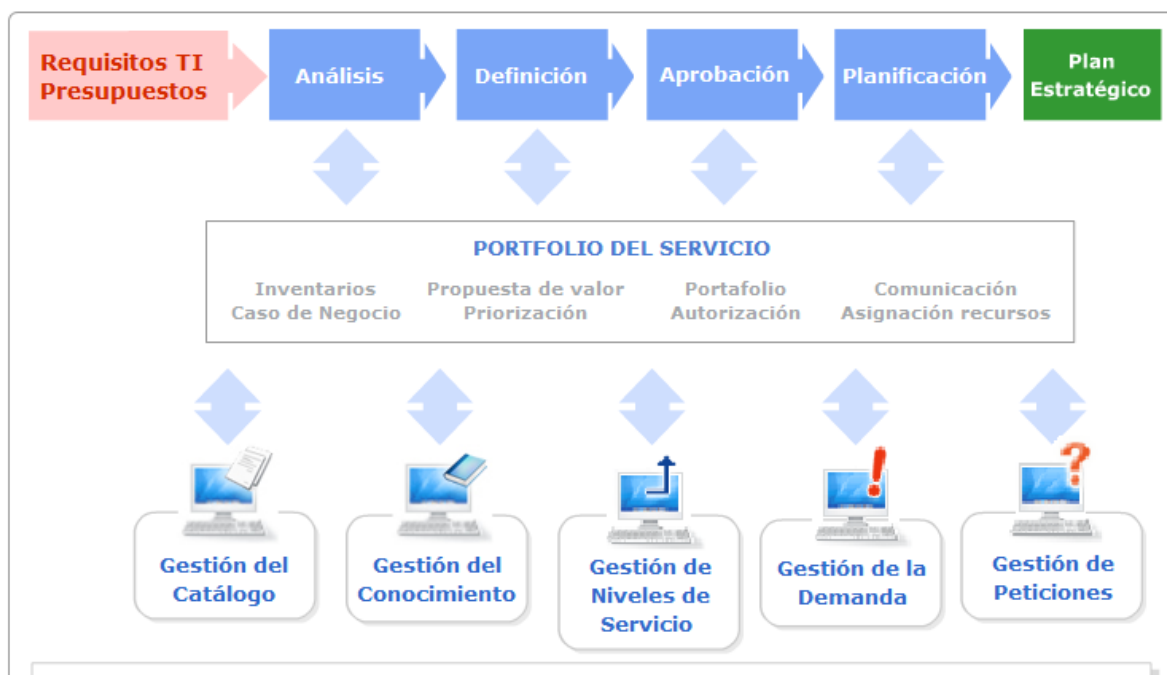 Requisitos TI
Presupuestos
Análisis
Definición
Aprobación
Planificación
Plan
Estratégico
PORTFOLIO DEL SERVICIO
Inventarios
Caso de Negocio
Propuesta de valor
Priorización
Portafolio
Autorización
Comunicación
Asignación recursos
Gestión del
Catálogo
Gestión del
Conocimiento
Gestión de
Niveles de
Servicio
Gestión de la
Demanda
Gestión de
Peticiones